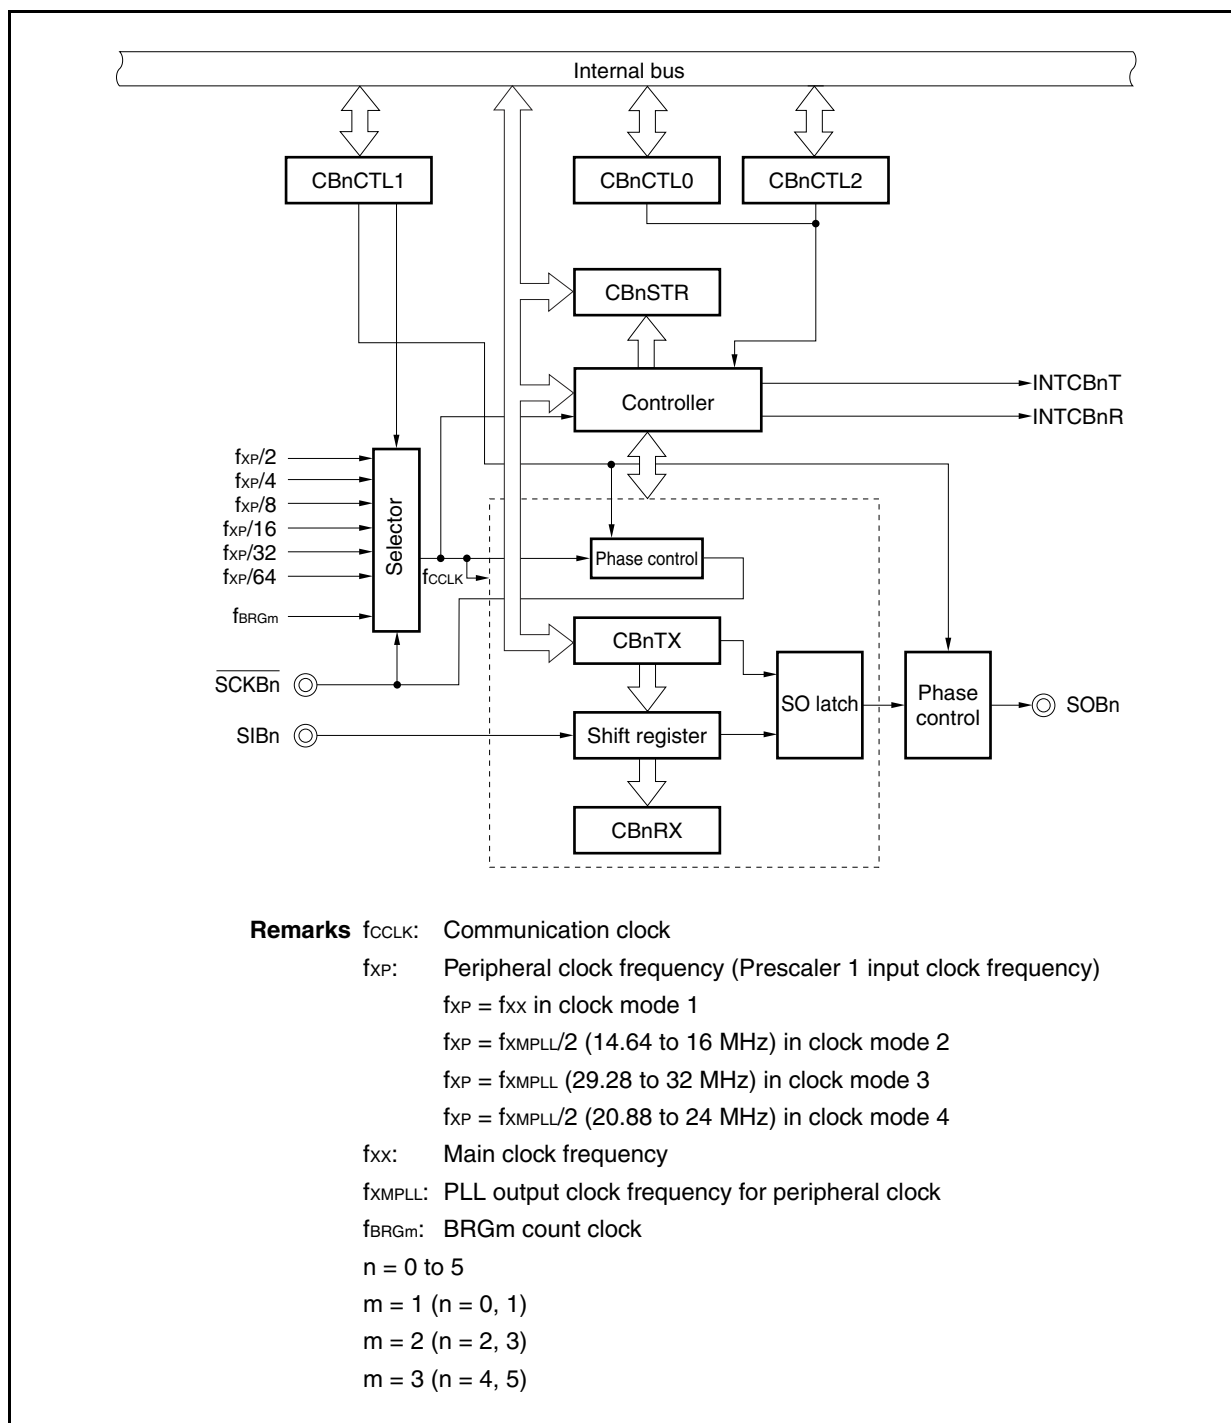 Internal bus
CBnCTL1
CBnCTL0
CBnCTL2
CBnSTR
Controller
INTCBnT
INTCBnR
fXP/2
fXP/4
fXP/8
fXP/16
fXP/32
fXP/64
fBRGm
Selector
fCCLK
Phase control
CBnTX
SCKBn
SO latch
Phase
control
SOBn
SIBn
Shift register
CBnRX
Remarks fCCLK: Communication clock
fXP: Peripheral clock frequency (Prescaler 1 input clock frequency)
fXP = fXX in clock mode 1
fXP = fXMPLL/2 (14.64 to 16 MHz) in clock mode 2
fXP = fXMPLL (29.28 to 32 MHz) in clock mode 3
fXP = fXMPLL/2 (20.88 to 24 MHz) in clock mode 4
fXX: Main clock frequency
fXMPLL: PLL output clock frequency for peripheral clock
fBRGm: BRGm count clock
n = 0 to 5
m = 1 (n = 0, 1)
m = 2 (n = 2, 3)
m = 3 (n = 4, 5)